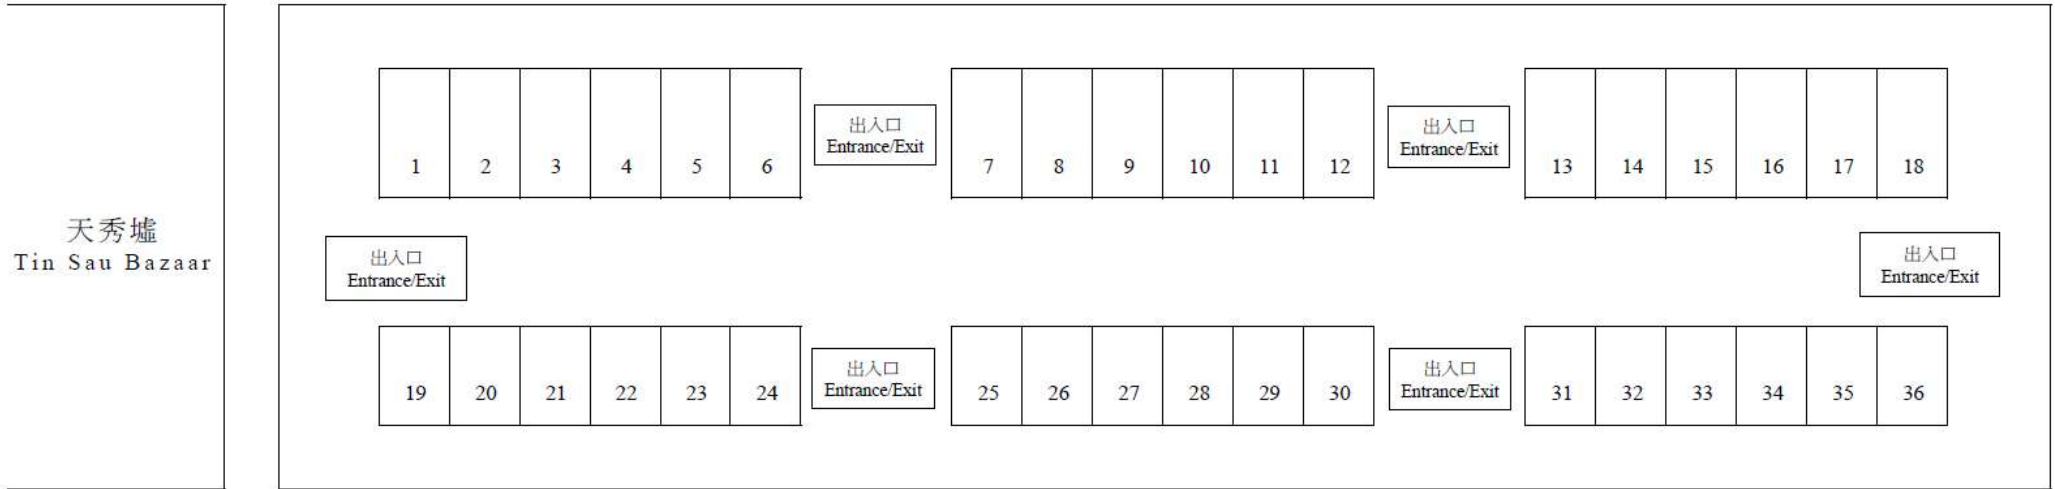 天秀墟
Tin Sau Bazaar
1 2 3 4 5 6
出入口
Entrance/Exit
7 8 9 10 11 12
出入口
Entrance/Exit
13 14 15 16 17 18
出入口
Entrance/Exit
出入口
Entrance/Exit
19 20 21 22 23 24
出入口
Entrance/Exit
25 26 27 28 29 30
出入口
Entrance/Exit
31 32 33 34 35 36